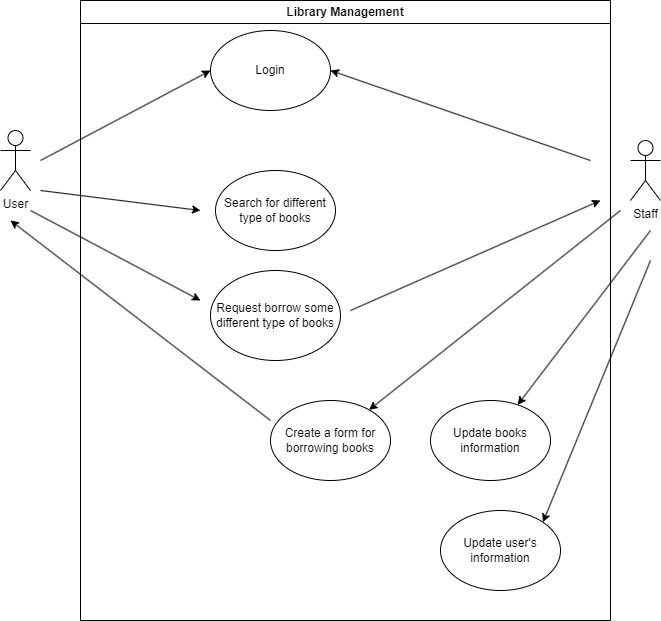 Library Management
Login
User
Staff
Search for different
type of books
Request borrow some
different type of books
Create a form for
borrowing books
Update books
information
Update user's
information